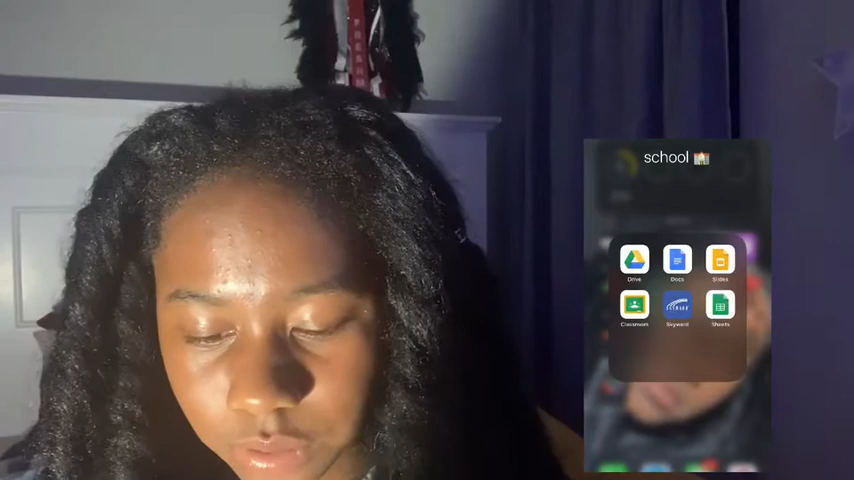 school 🏫
Drive
Docs
Slides
Classroom
Skyward
Sheets